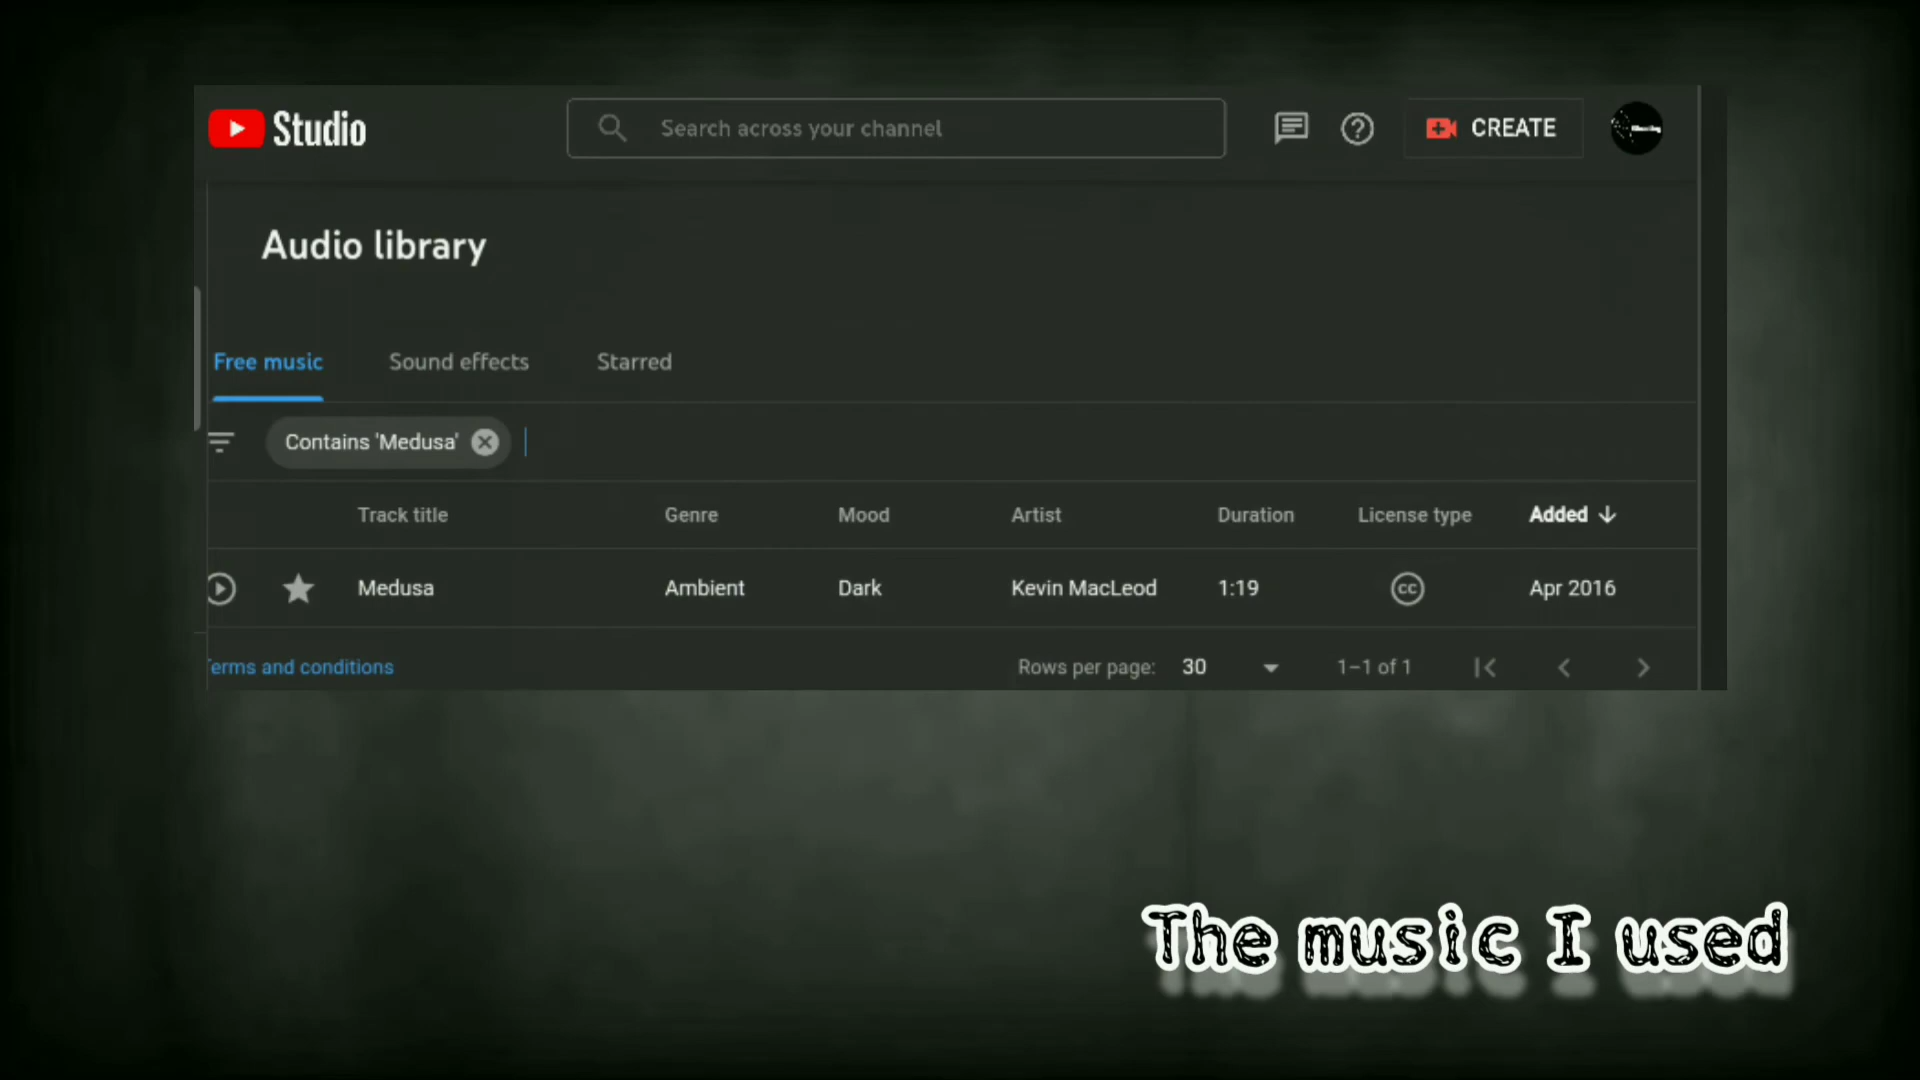 Studio
Search across your channel
CREATE
Audio library
Free music Sound effects Starred
Contains 'Medusa'
Track title Genre Mood Artist Duration License type Added
Medusa Ambient Dark Kevin MacLeod 1:19 cc Apr 2016
erms and conditions Rows per page: 30 1–1 of 1
The music I used